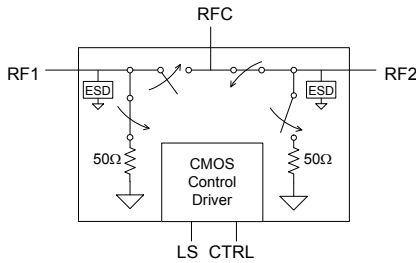 RFC
RF1
RF2
ESD
ESD
50Ω
50Ω
CMOS
Control
Driver
LS CTRL